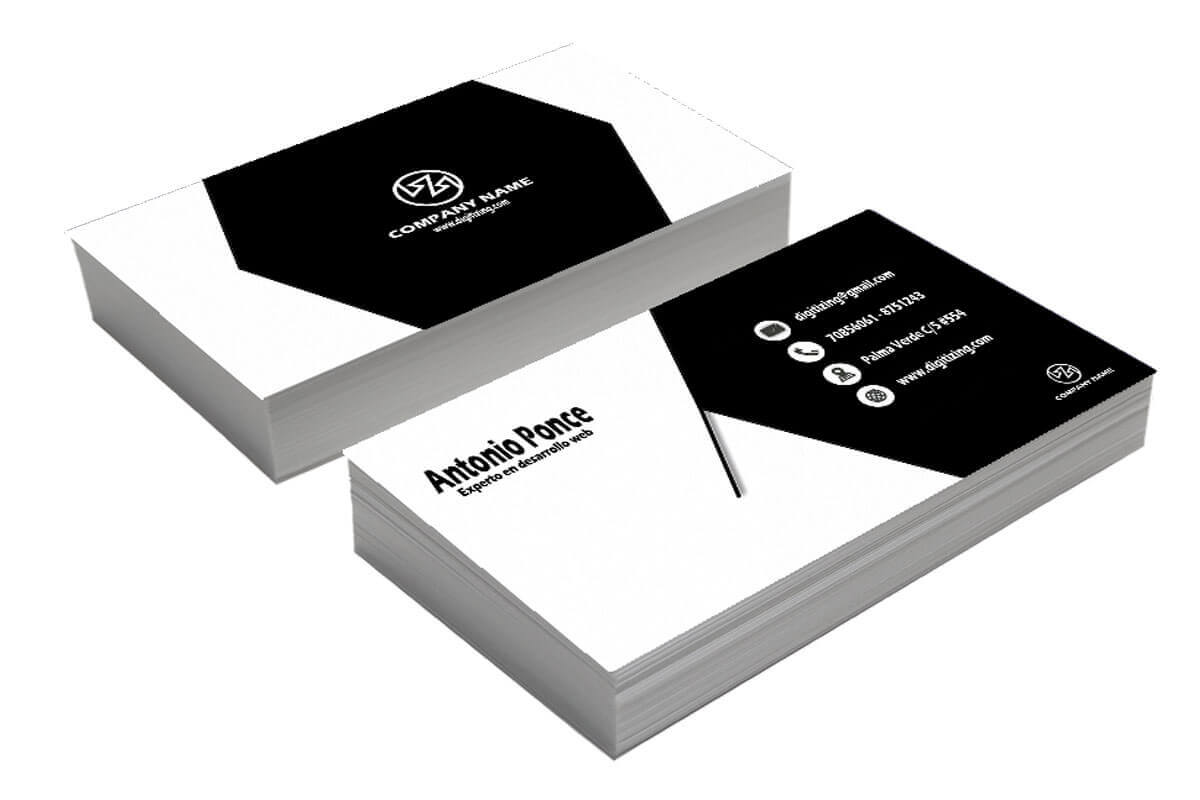 COMPANY NAME
www.digitizing.com
digitizing@gmail.com
70856061 - 8751243
Palma Verde C/5 #554
www.digitizing.com
COMPANY NAME
Antonio Ponce
Experto en desarrollo web